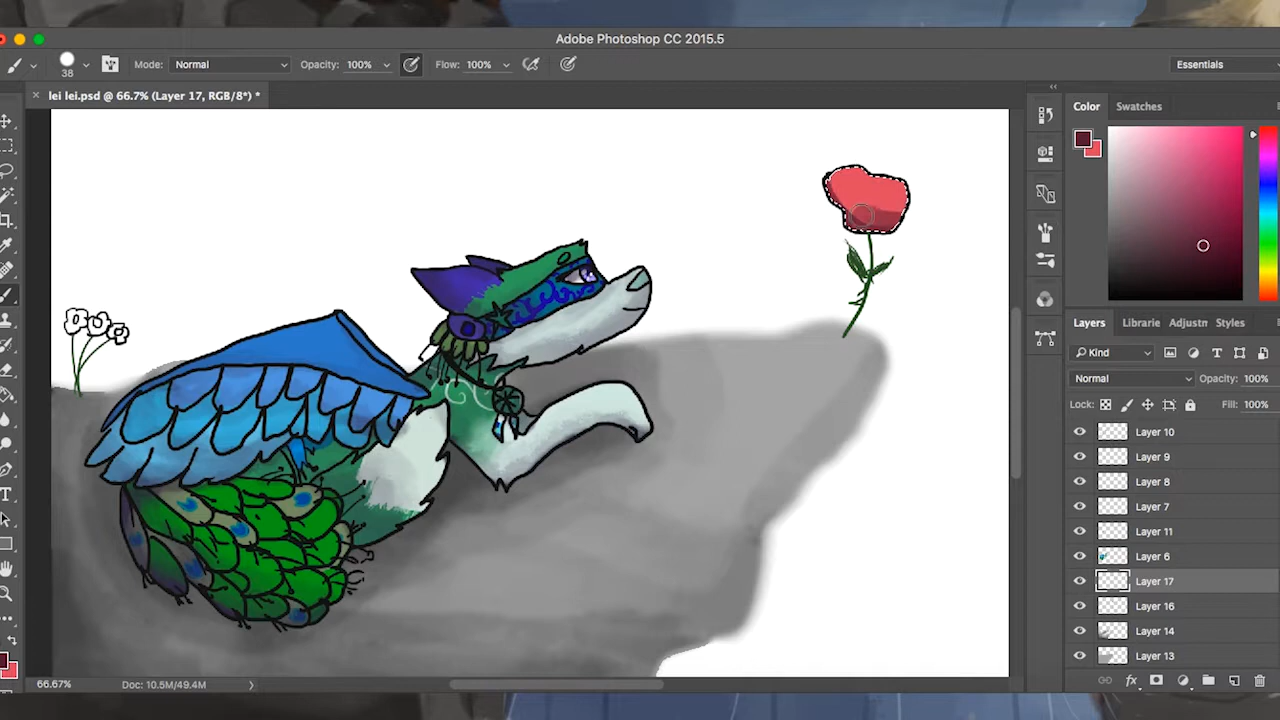 Adobe Photoshop CC 2015.5
38
Mode: Normal
Opacity: 100%
Flow: 100%
Essentials
× lei lei.psd @ 66.7% (Layer 17, RGB/8*) *
Color Swatches
Layers Librarie Adjustn Styles
Kind
Normal
Opacity: 100%
Lock:
Fill: 100%
Layer 10
Layer 9
Layer 8
Layer 7
Layer 11
Layer 6
Layer 17
Layer 16
Layer 14
Layer 13
66.67%
Doc: 10.5M/49.4M